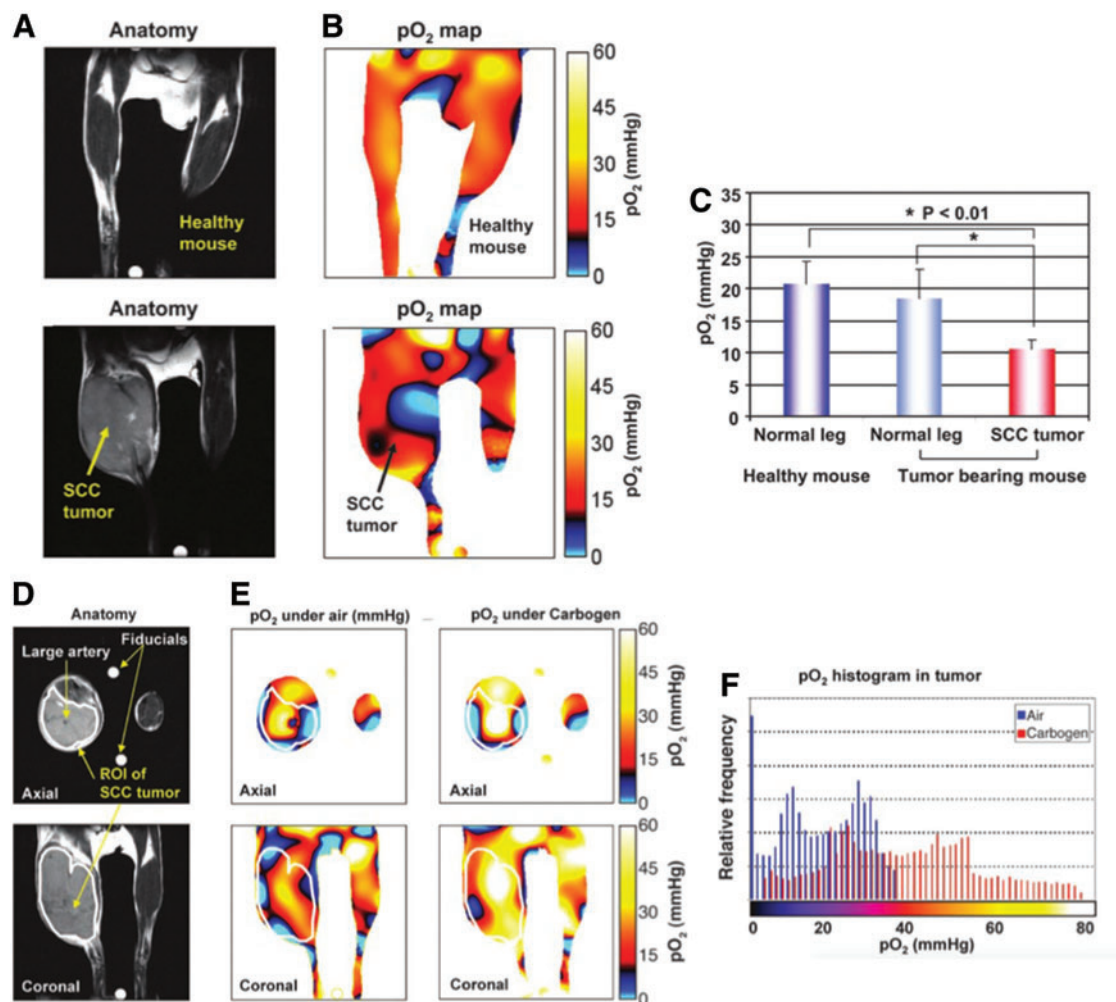 A
Anatomy
Healthy
mouse
B
pO2 map
60
45
30
15
0
pO2 (mmHg)
Healthy
mouse
Anatomy
SCC
tumor
pO2 map
60
45
30
15
0
pO2 (mmHg)
SCC
tumor
C
35
30
25
20
15
10
5
0
pO2 (mmHg)
* P < 0.01
*
Normal leg
Normal leg
SCC tumor
Healthy mouse
Tumor bearing mouse
D
Anatomy
Large artery
Fiducials
ROI of
SCC tumor
Axial
Coronal
E
pO2 under air (mmHg)
pO2 under Carbogen
Axial
Axial
60
45
30
15
0
pO2 (mmHg)
Coronal
Coronal
60
45
30
15
0
pO2 (mmHg)
F
pO2 histogram in tumor
Air
Carbogen
Relative frequency
0 20 40 60 80
pO2 (mmHg)